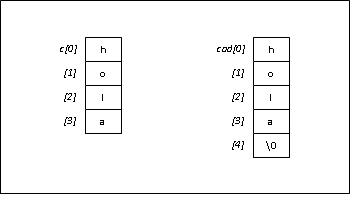 c[0] h
[1] o
[2] l
[3] a
cad[0] h
[1] o
[2] l
[3] a
[4] \0